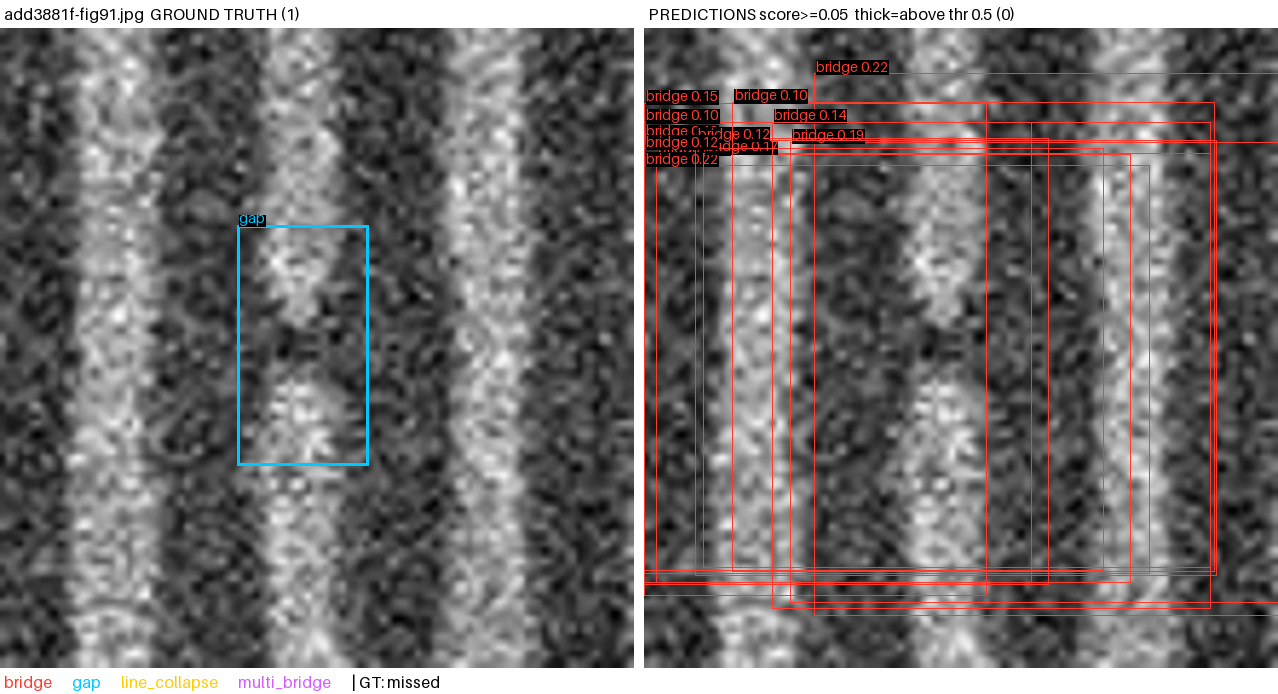 add3881f-fig91.jpg  GROUND TRUTH (1)
PREDICTIONS score>=0.05  thick=above thr 0.5 (0)
gap
bridge 0.22
bridge 0.15
bridge 0.10
bridge 0.10
bridge 0.14
bridge 0.12
bridge 0.19
bridge 0.12
bridge 0.22
bridge
gap
line_collapse
multi_bridge
| GT: missed